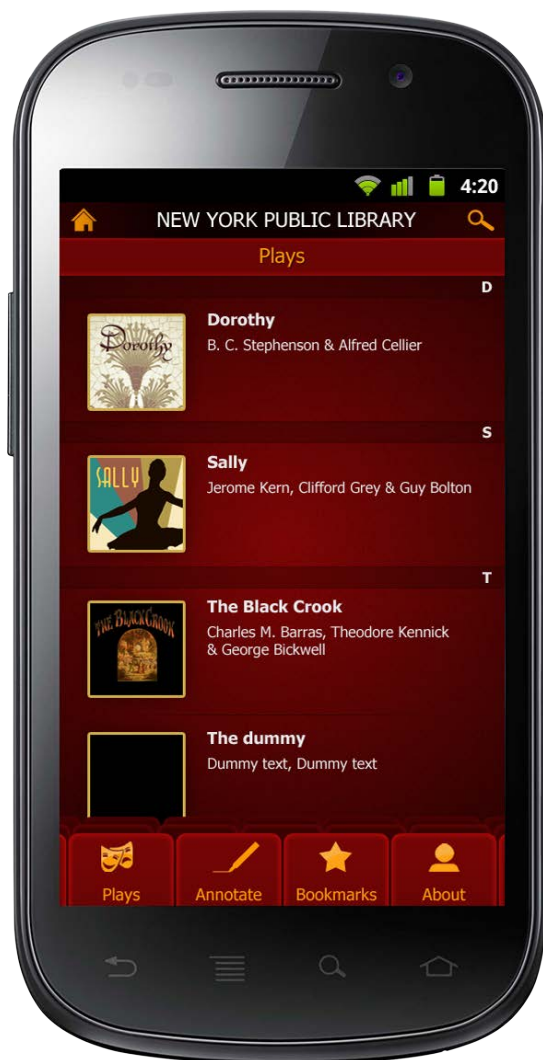 4:20
NEW YORK PUBLIC LIBRARY
Plays
D
Dorothy
Dorothy
B. C. Stephenson & Alfred Cellier
S
SALLY
Sally
Jerome Kern, Clifford Grey & Guy Bolton
T
THE BLACK CROOK
The Black Crook
Charles M. Barras, Theodore Kennick
& George Bickwell
The dummy
Dummy text, Dummy text
Plays
Annotate
Bookmarks
About